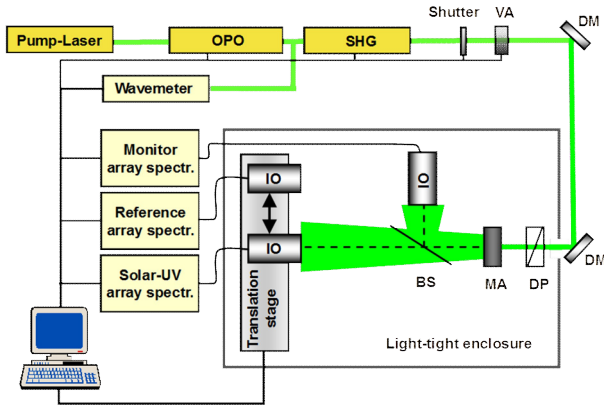 Shutter
VA
DM
Pump-Laser
OPO
SHG
Wavemeter
Monitor
array spectr.
IO
IO
Reference
array spectr.
IO
Solar-UV
array spectr.
BS
MA
DP
DM
Translation
stage
Light-tight enclosure